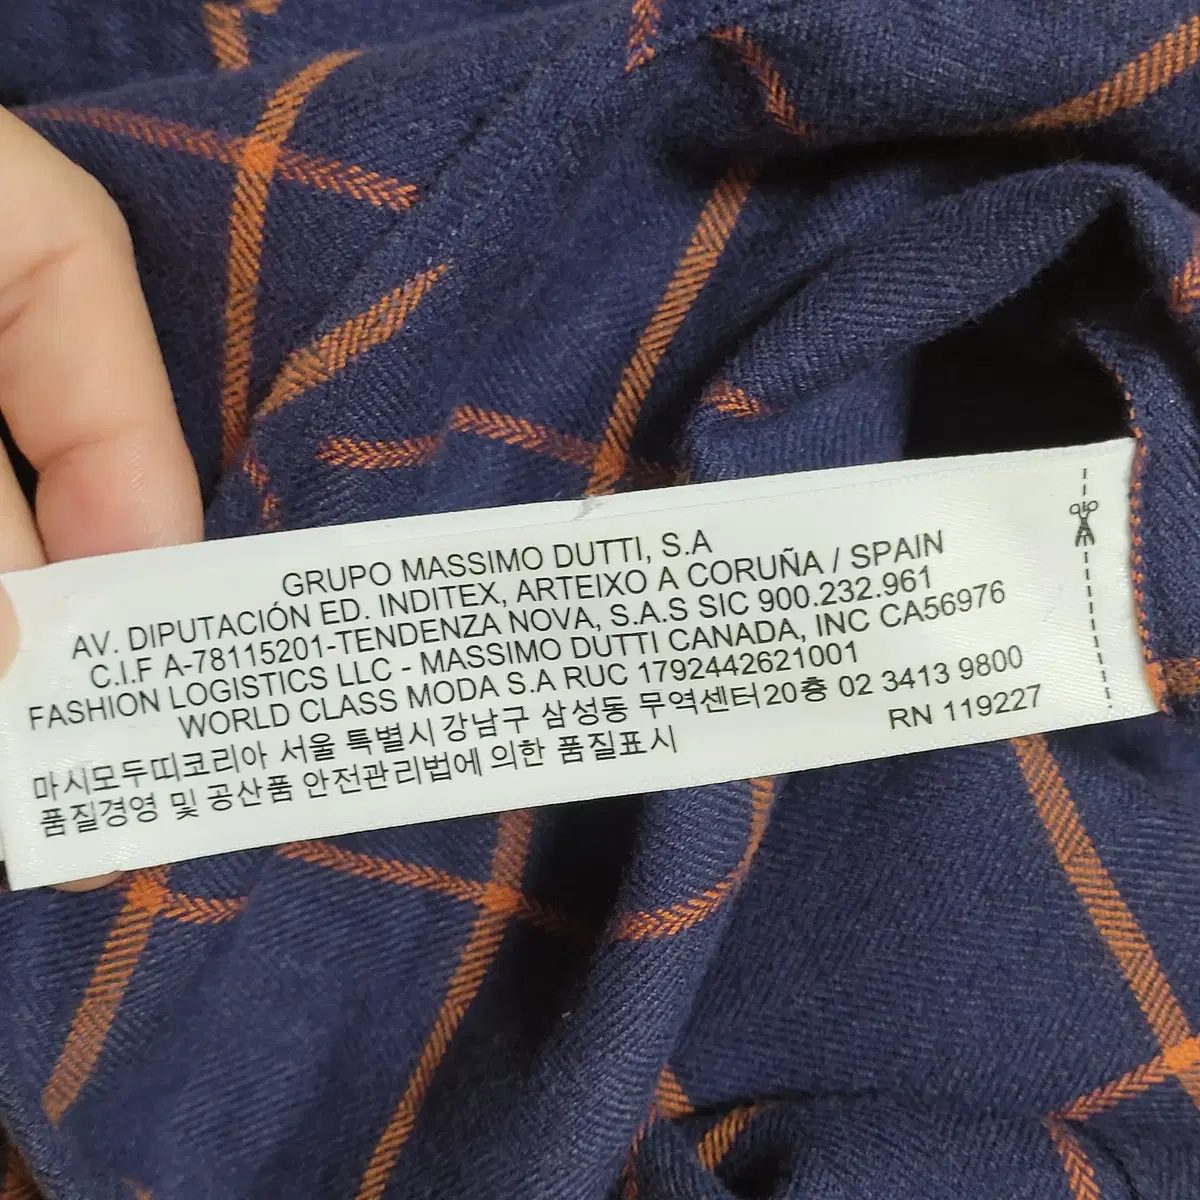 GRUPO MASSIMO DUTTI, S.A
AV. DIPUTACIÓN ED. INDITEX, ARTEIXO A CORUÑA / SPAIN
C.I.F A-78115201-TENDENZA NOVA, S.A.S SIC 900.232.961
FASHION LOGISTICS LLC - MASSIMO DUTTI CANADA, INC CA56976
WORLD CLASS MODA S.A RUC 1792442621001
마시모두띠코리아 서울 특별시 강남구 삼성동 무역센터20층 02 3413 9800
품질경영 및 공산품 안전관리법에 의한 품질표시
RN 119227